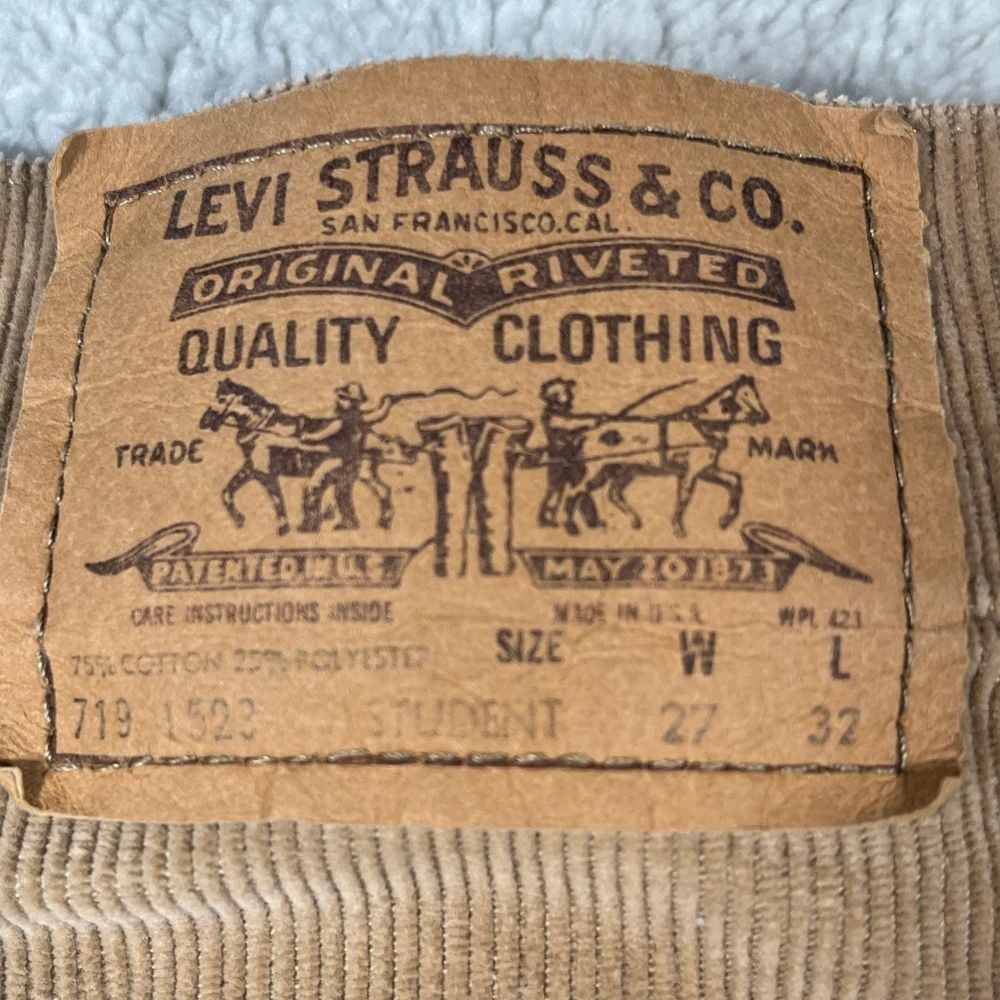 LEVI STRAUSS & CO.
SAN FRANCISCO.CAL.
ORIGINAL RIVETED
QUALITY CLOTHING
TRADE MARK
PATENTED IN U.S. MAY 20 1873
CARE INSTRUCTIONS INSIDE MADE IN U.S.A. WPL 423
75% COTTON 25% POLYESTER SIZE W L
719 1523 STUDENT 27 32